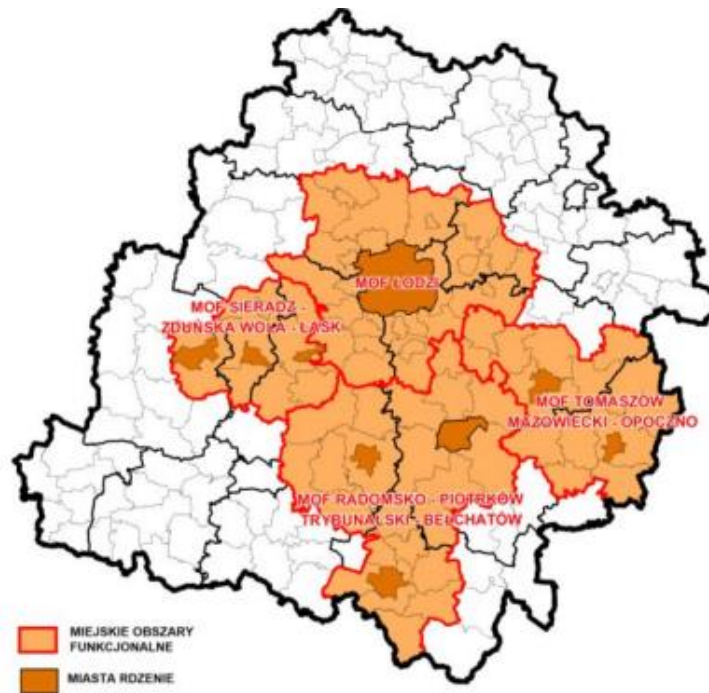 MOF ŁODZI
MOF SIERADZ -
ZDUŃSKA WOLA - ŁASK
MOF TOMASZÓW
MAZOWIECKI - OPOCZNO
MOF RADOMSKO - PIOTRKÓW
TRYBUNALSKI - BEŁCHATÓW
MIEJSKIE OBSZARY
FUNKCJONALNE
MIASTA RDZENIE